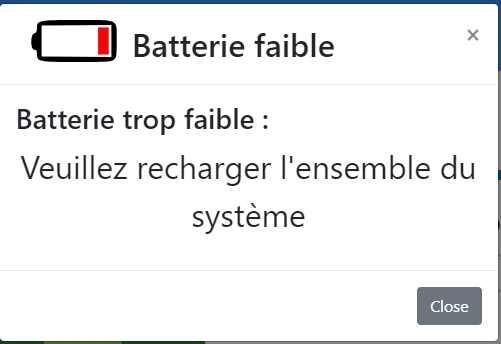 Batterie faible
×
Batterie trop faible :
Veuillez recharger l'ensemble du
système
Close